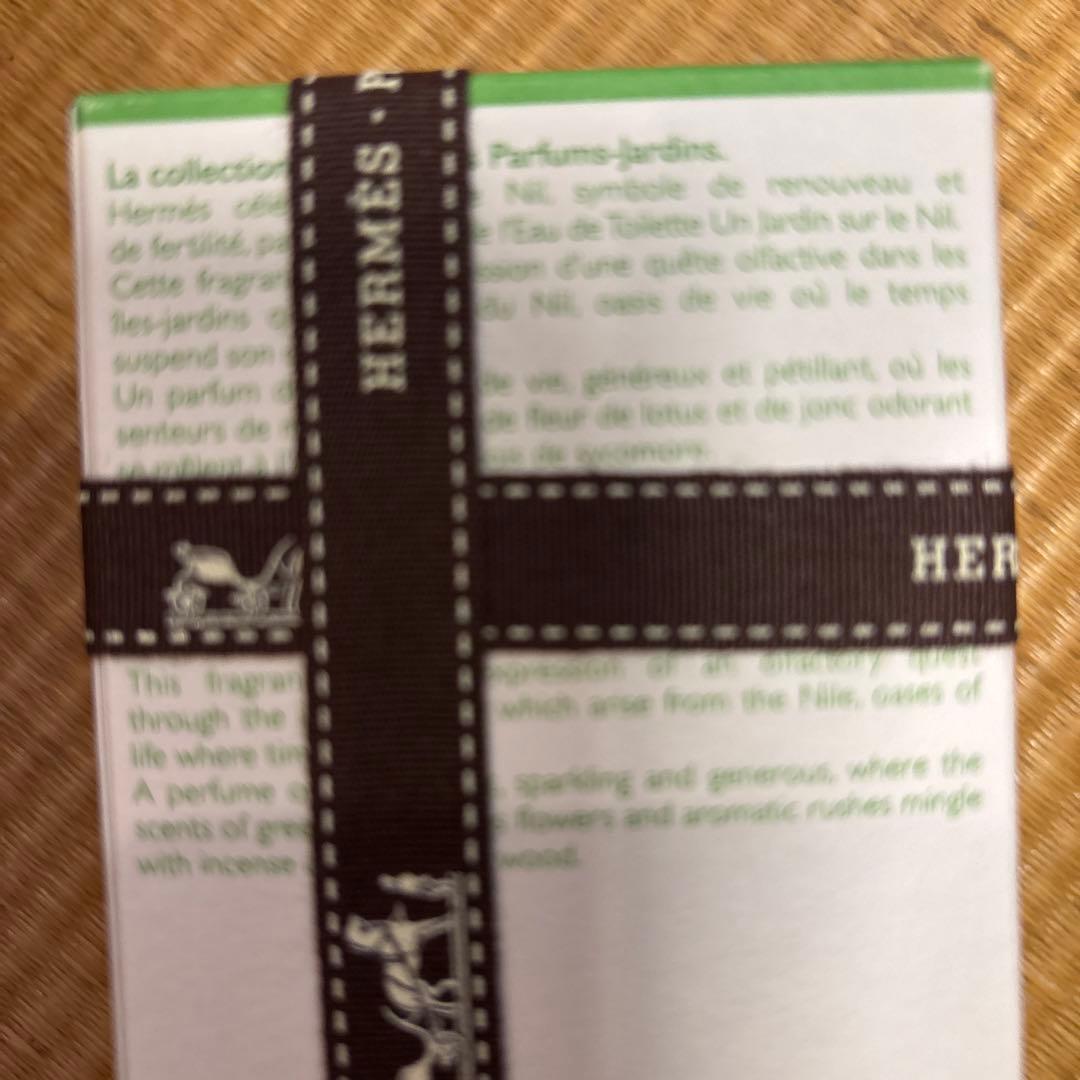 La collection Parfums-Jardins.
Hermès Nil, symbole de renouveau et
de fertilité, l'Eau de Toilette Un Jardin sur le Nil.
Cette d'une quête olfactive dans les
îles-jardins du Nil, oasis de vie où le temps
suspend son
Un parfum de vie, généreux et pétillant, où les
senteurs de fleur de lotus et de jonc odorant
de sycomore.
HERMÈS · P
HER
This of an olfactory quest
through the which arise from the Nile, oases of
life where
A perfume sparkling and generous, where the
scents of flowers and aromatic rushes mingle
with incense wood.